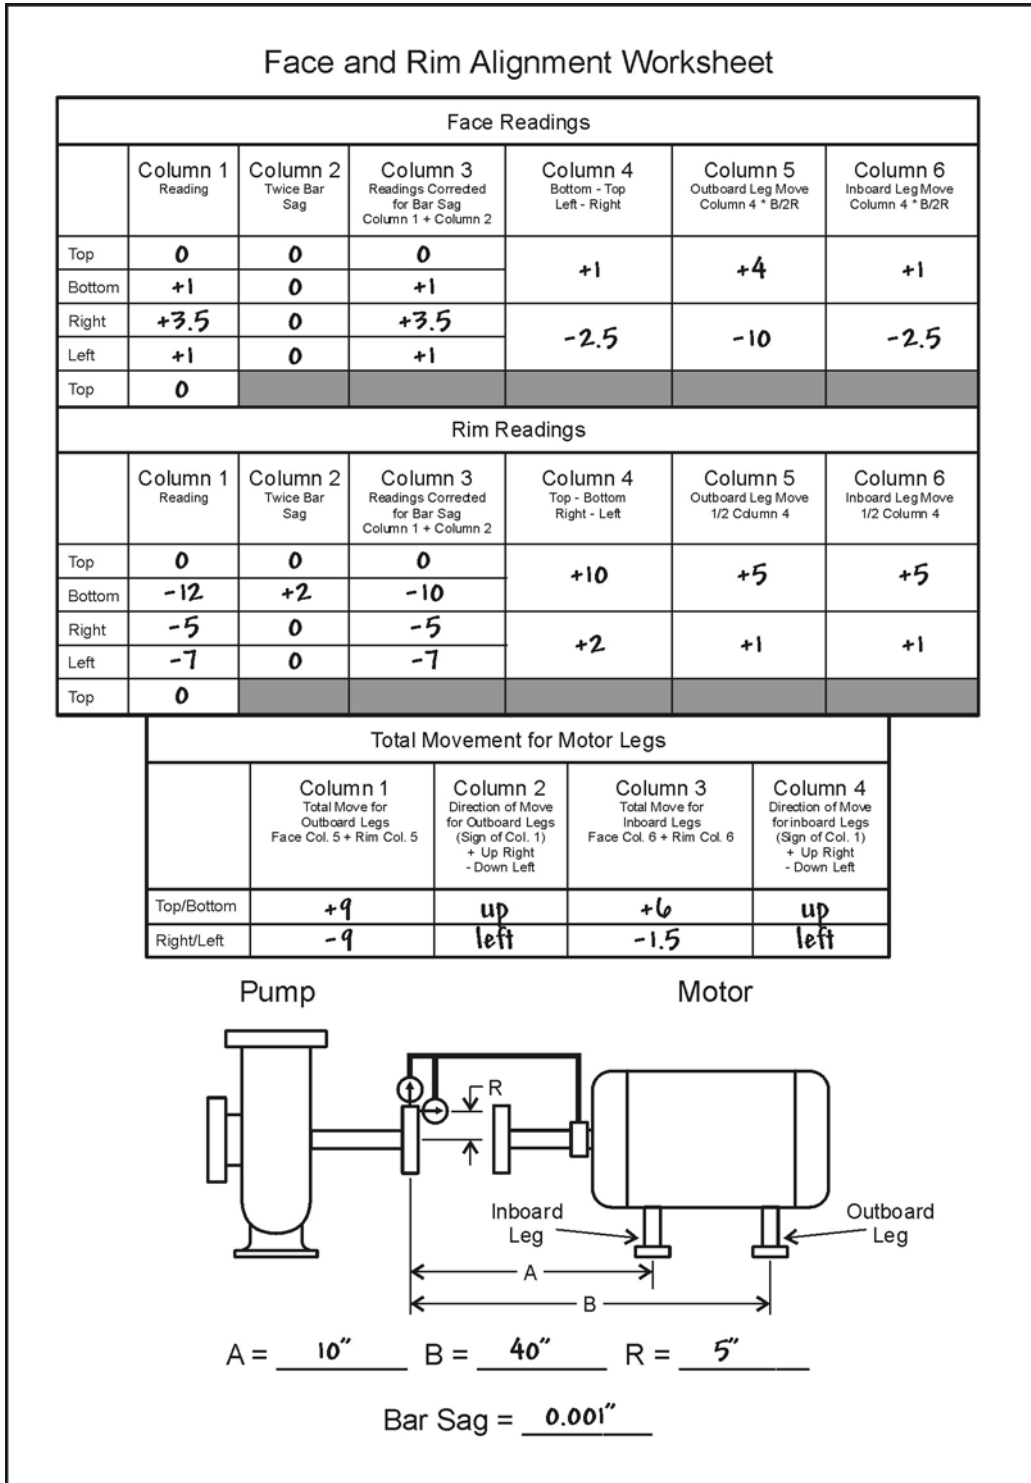 Face and Rim Alignment Worksheet
Face Readings
Column 1 Column 2 Column 3 Column 4 Column 5 Column 6
Reading Twice Bar Sag Readings Corrected for Bar Sag Column 1 + Column 2 Bottom - Top Left - Right Outboard Leg Move Column 4 * B/2R Inboard Leg Move Column 4 * B/2R
Top 0 0 0 +1 +4 +1
Bottom +1 0 +1
Right +3.5 0 +3.5 -2.5 -10 -2.5
Left +1 0 +1
Top 0
Rim Readings
Column 1 Column 2 Column 3 Column 4 Column 5 Column 6
Reading Twice Bar Sag Readings Corrected for Bar Sag Column 1 + Column 2 Top - Bottom Right - Left Outboard Leg Move 1/2 Column 4 Inboard Leg Move 1/2 Column 4
Top 0 0 0 +10 +5 +5
Bottom -12 +2 -10
Right -5 0 -5 +2 +1 +1
Left -7 0 -7
Top 0
Total Movement for Motor Legs
Column 1 Column 2 Column 3 Column 4
Total Move for Outboard Legs Face Col. 5 + Rim Col. 5 Direction of Move for Outboard Legs (Sign of Col. 1) + Up Right - Down Left Total Move for Inboard Legs Face Col. 6 + Rim Col. 6 Direction of Move for inboard Legs (Sign of Col. 1) + Up Right - Down Left
Top/Bottom +9 up +6 up
Right/Left -9 left -1.5 left
Pump Motor
R
Inboard Leg
Outboard Leg
A
B
A = 10" B = 40" R = 5"
Bar Sag = 0.001"